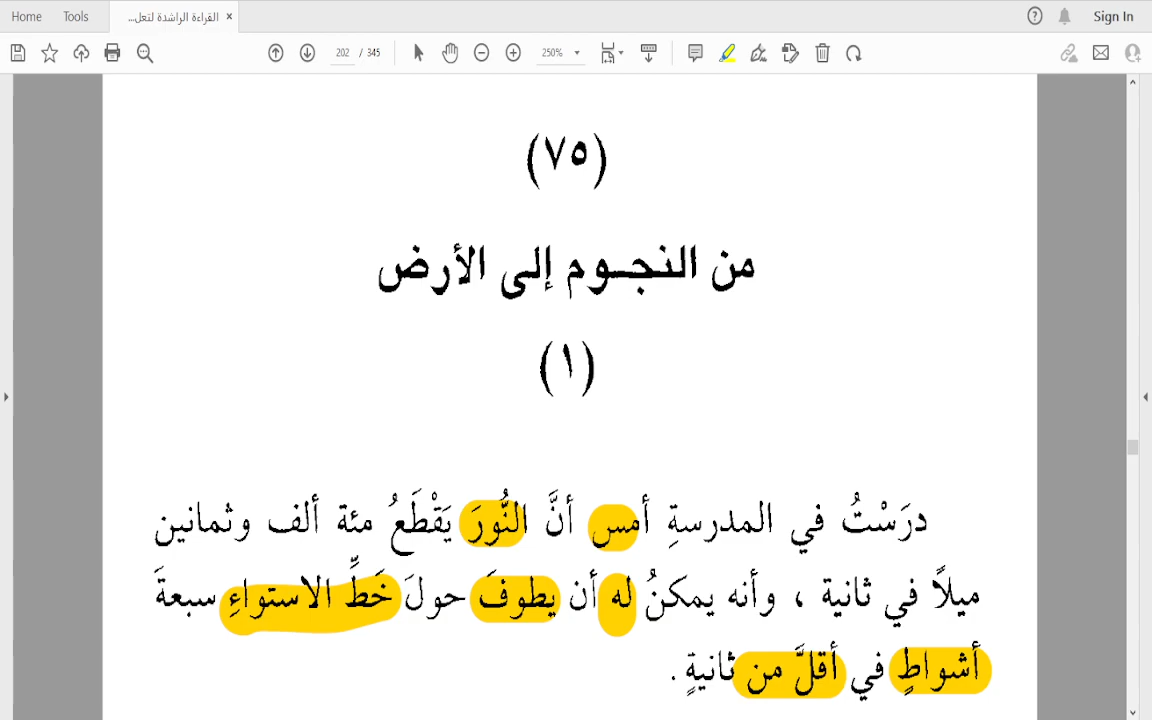 Home Tools القراءة الراشدة لتعل... × Sign In
202 / 345 250%
(٧٥)
من النجـوم إلى الأرض
(١)
درَسْتُ في المدرسةِ أمس أنَّ النُّورَ يَقْطَعُ مئة ألف وثمانين
ميلاً في ثانية ، وأنه يمكنُ له أن يطوفَ حولَ خَطِّ الاستواءِ سبعةَ
أشواطٍ في أقلَّ من ثانيةٍ .